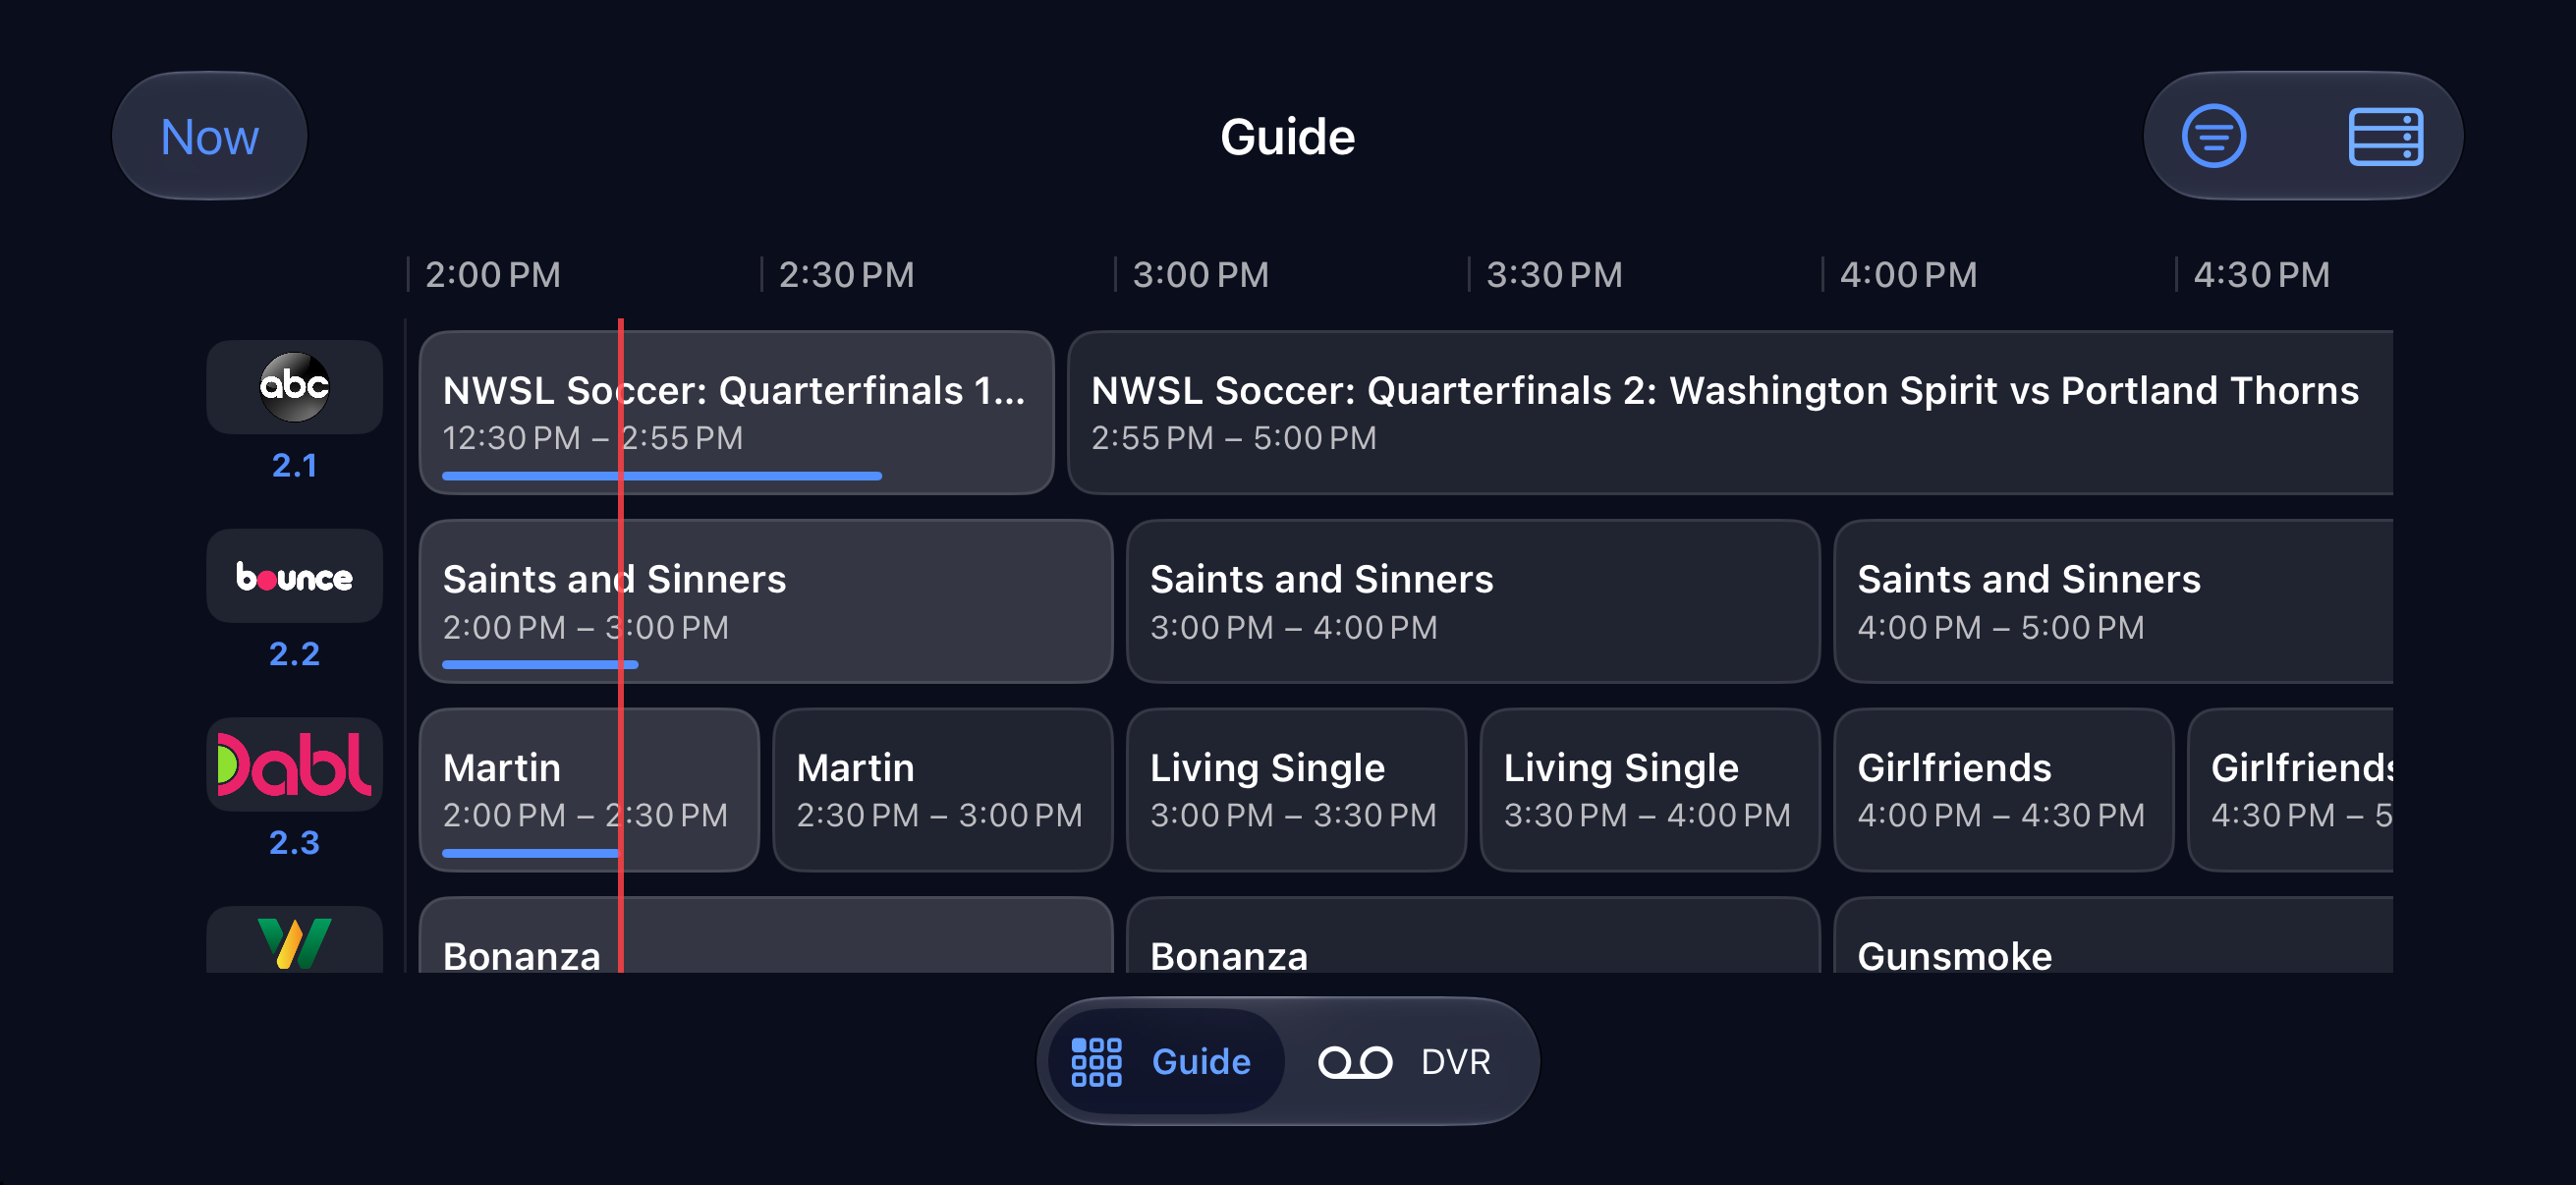 Now
Guide
2:00 PM
2:30 PM
3:00 PM
3:30 PM
4:00 PM
4:30 PM
abc
2.1
NWSL Soccer: Quarterfinals 1...
12:30 PM – 2:55 PM
NWSL Soccer: Quarterfinals 2: Washington Spirit vs Portland Thorns
2:55 PM – 5:00 PM
bounce
2.2
Saints and Sinners
2:00 PM – 3:00 PM
Saints and Sinners
3:00 PM – 4:00 PM
Saints and Sinners
4:00 PM – 5:00 PM
Dabl
2.3
Martin
2:00 PM – 2:30 PM
Martin
2:30 PM – 3:00 PM
Living Single
3:00 PM – 3:30 PM
Living Single
3:30 PM – 4:00 PM
Girlfriends
4:00 PM – 4:30 PM
Girlfriends
4:30 PM – 5
W
Bonanza
Bonanza
Gunsmoke
Guide
DVR